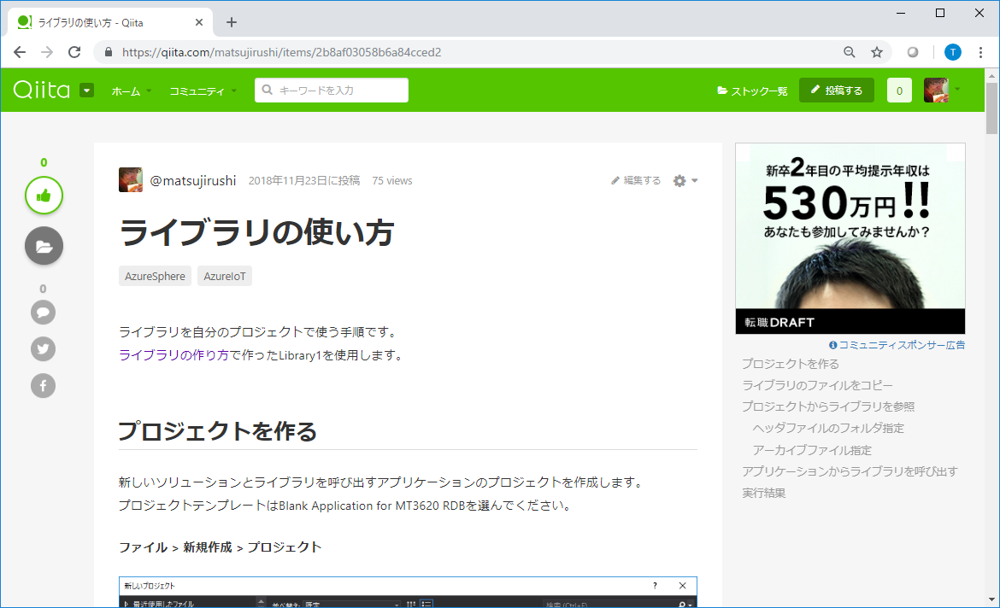 ライブラリの使い方 - Qiita
https://qiita.com/matsujirushi/items/2b8af03058b6a84cced2
T
Qiita
ホーム
コミュニティ
キーワードを入力
ストック一覧
投稿する
0
0
0
@matsujirushi 2018年11月23日に投稿 75 views
編集する
ライブラリの使い方
AzureSphere AzureIoT
ライブラリを自分のプロジェクトで使う手順です。
ライブラリの作り方で作ったLibrary1を使用します。
プロジェクトを作る
新しいソリューションとライブラリを呼び出すアプリケーションのプロジェクトを作成します。
プロジェクトテンプレートはBlank Application for MT3620 RDBを選んでください。
ファイル > 新規作成 > プロジェクト
新しいプロジェクト
?
最近使用したファイル
並べ替え: 既定
検索 (Ctrl+E)
新卒2年目の平均提示年収は
530万円!!
あなたも参加してみませんか？
転職DRAFT
コミュニティスポンサー広告
プロジェクトを作る
ライブラリのファイルをコピー
プロジェクトからライブラリを参照
ヘッダファイルのフォルダ指定
アーカイブファイル指定
アプリケーションからライブラリを呼び出す
実行結果